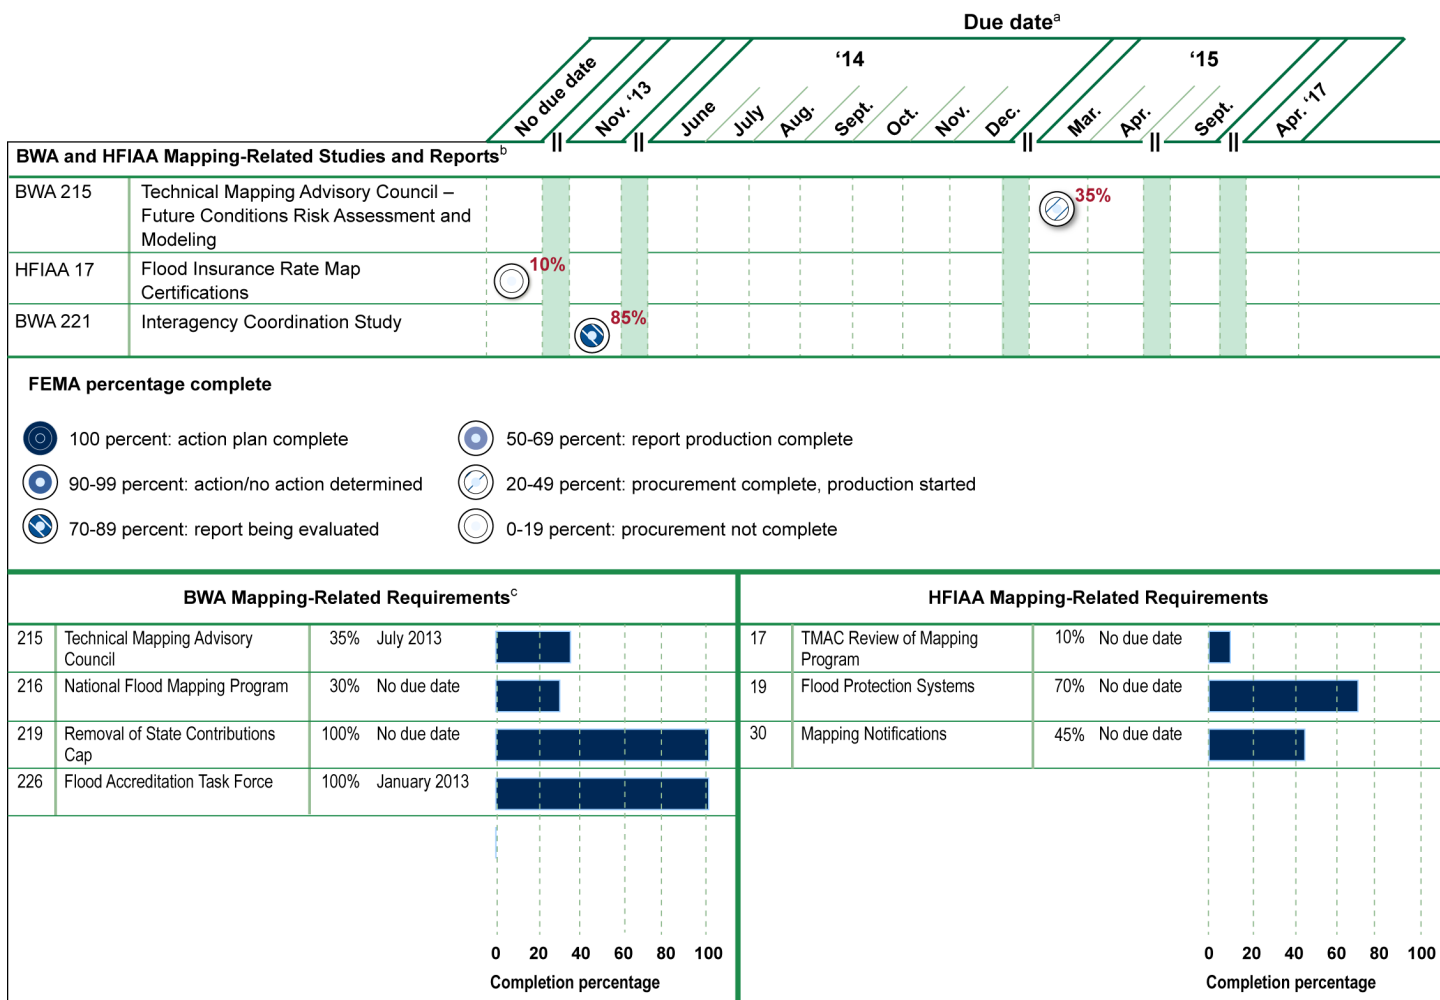 Due dateᵃ
No due date
Nov. ‘13
‘14
June
July
Aug.
Sept.
Oct.
Nov.
Dec.
‘15
Mar.
Apr.
Sept.
Apr. ‘17
BWA and HFIAA Mapping-Related Studies and Reportsᵇ
BWA 215
Technical Mapping Advisory Council –
Future Conditions Risk Assessment and
Modeling
35%
HFIAA 17
Flood Insurance Rate Map
Certifications
10%
BWA 221
Interagency Coordination Study
85%
FEMA percentage complete
100 percent: action plan complete
90-99 percent: action/no action determined
70-89 percent: report being evaluated
50-69 percent: report production complete
20-49 percent: procurement complete, production started
0-19 percent: procurement not complete
BWA Mapping-Related Requirementsᶜ
215 Technical Mapping Advisory 35% July 2013
Council
216 National Flood Mapping Program 30% No due date
219 Removal of State Contributions 100% No due date
Cap
226 Flood Accreditation Task Force 100% January 2013
0 20 40 60 80 100
Completion percentage
HFIAA Mapping-Related Requirements
17 TMAC Review of Mapping 10% No due date
Program
19 Flood Protection Systems 70% No due date
30 Mapping Notifications 45% No due date
0 20 40 60 80 100
Completion percentage